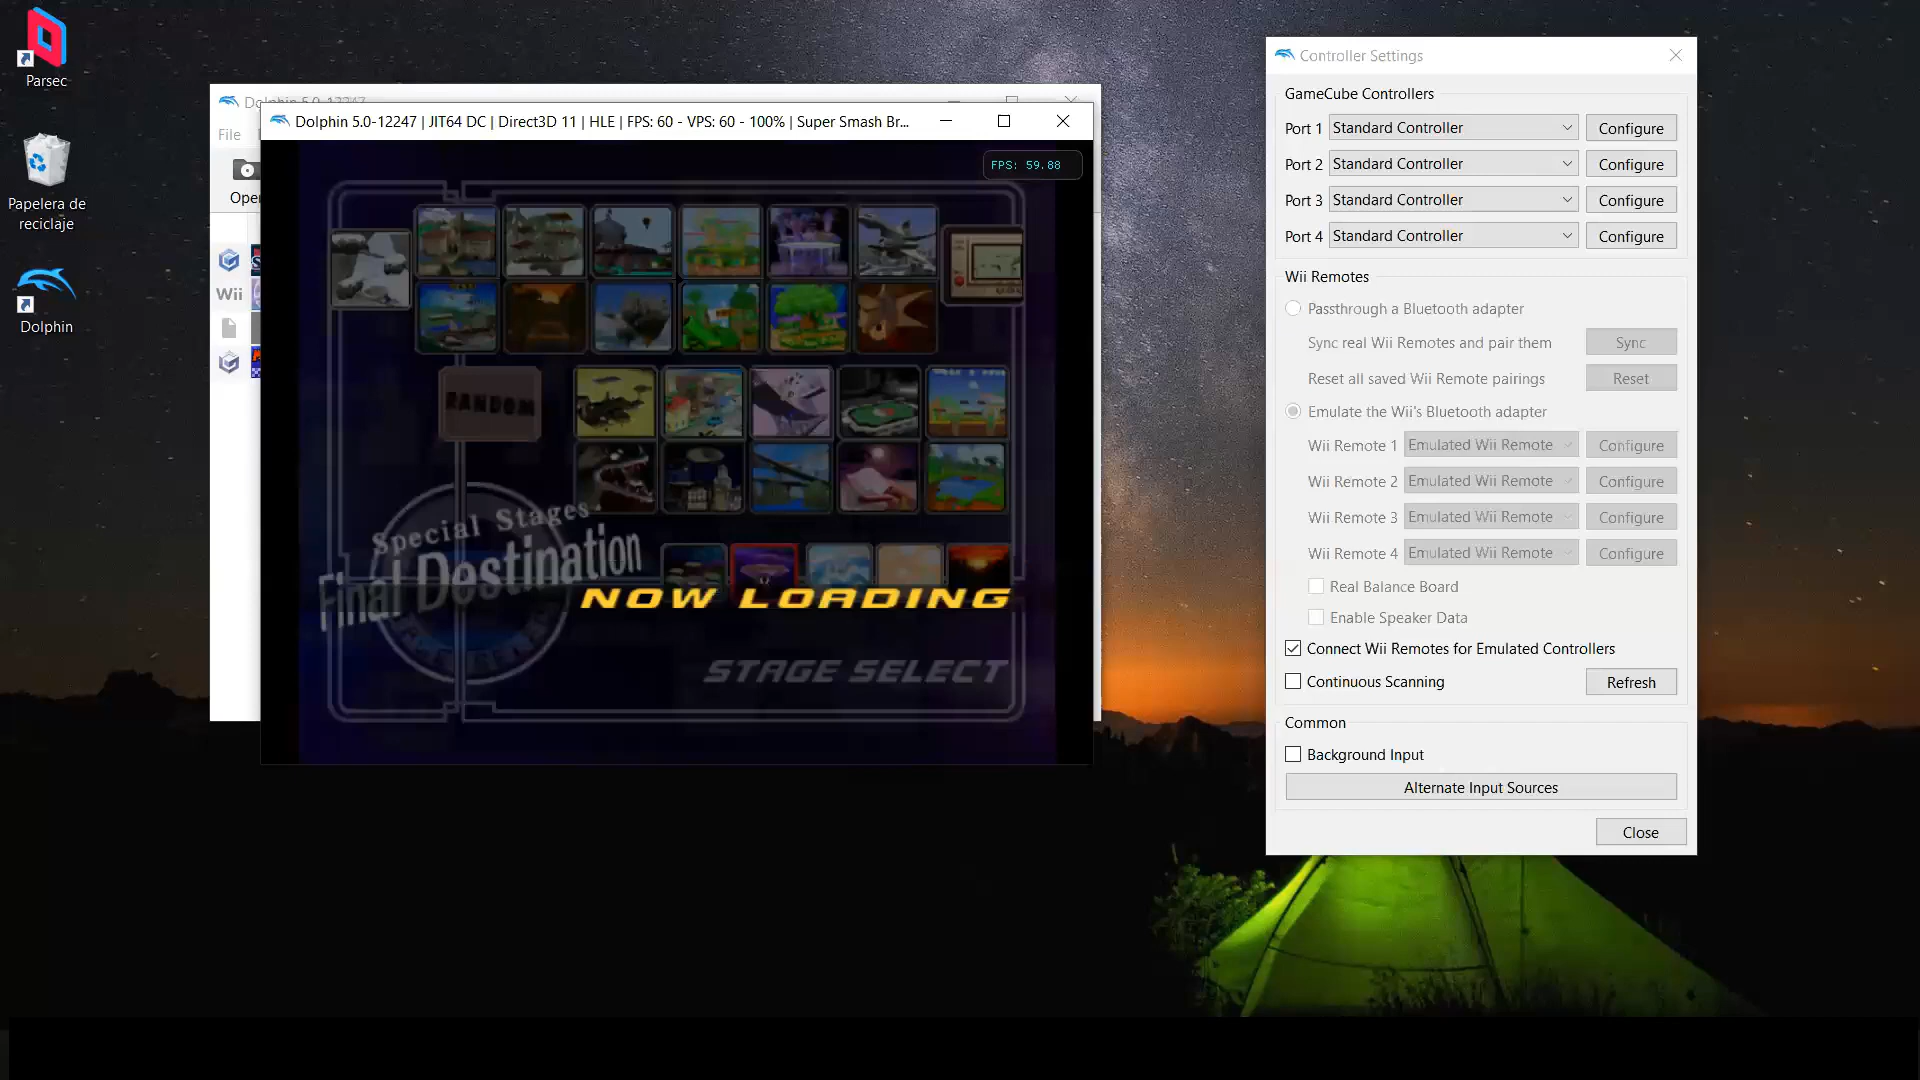 Parsec
Papelera de
reciclaje
Dolphin
Dolphin 5.0-12247
File
Open
Wii
Dolphin 5.0-12247 | JIT64 DC | Direct3D 11 | HLE | FPS: 60 - VPS: 60 - 100% | Super Smash Br...
FPS: 59.88
RANDOM
Special Stages
Final Destination
NOW LOADING
STAGE SELECT
Controller Settings
GameCube Controllers
Port 1 Standard Controller Configure
Port 2 Standard Controller Configure
Port 3 Standard Controller Configure
Port 4 Standard Controller Configure
Wii Remotes
Passthrough a Bluetooth adapter
Sync real Wii Remotes and pair them Sync
Reset all saved Wii Remote pairings Reset
Emulate the Wii's Bluetooth adapter
Wii Remote 1 Emulated Wii Remote Configure
Wii Remote 2 Emulated Wii Remote Configure
Wii Remote 3 Emulated Wii Remote Configure
Wii Remote 4 Emulated Wii Remote Configure
Real Balance Board
Enable Speaker Data
Connect Wii Remotes for Emulated Controllers
Continuous Scanning Refresh
Common
Background Input
Alternate Input Sources
Close